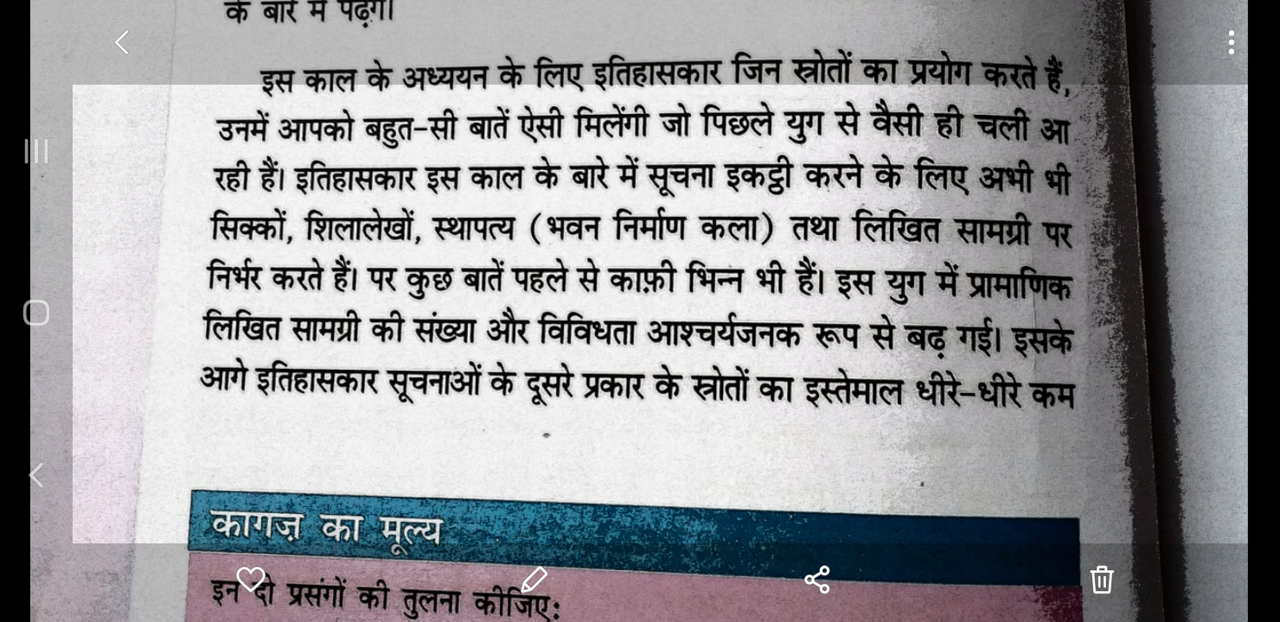 के बारे में पढ़ेंगे।
इस काल के अध्ययन के लिए इतिहासकार जिन स्रोतों का प्रयोग करते हैं,
उनमें आपको बहुत-सी बातें ऐसी मिलेंगी जो पिछले युग से वैसी ही चली आ
रही हैं। इतिहासकार इस काल के बारे में सूचना इकट्ठी करने के लिए अभी भी
सिक्कों, शिलालेखों, स्थापत्य (भवन निर्माण कला) तथा लिखित सामग्री पर
निर्भर करते हैं। पर कुछ बातें पहले से काफ़ी भिन्न भी हैं। इस युग में प्रामाणिक
लिखित सामग्री की संख्या और विविधता आश्चर्यजनक रूप से बढ़ गई। इसके
आगे इतिहासकार सूचनाओं के दूसरे प्रकार के स्रोतों का इस्तेमाल धीरे-धीरे कम
कागज़ का मूल्य
इन दो प्रसंगों की तुलना कीजिए: